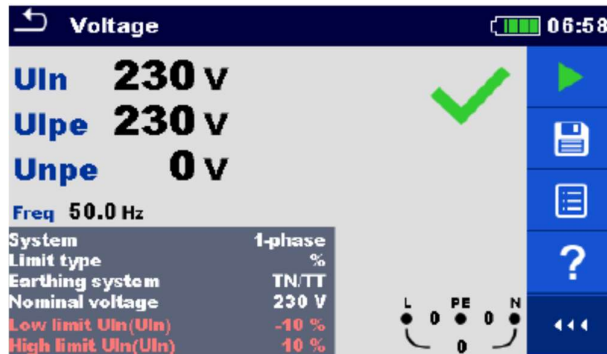 Voltage 06:58
Uln 230 V
Ulpe 230 V
Unpe 0 V
Freq 50.0 Hz
System 1-phase
Limit type %
Earthing system TN/TT
Nominal voltage 230 V
Low limit Uln(Uln) -10 %
High limit Uln(Uln) 10 %
L PE N
0 0
0
?